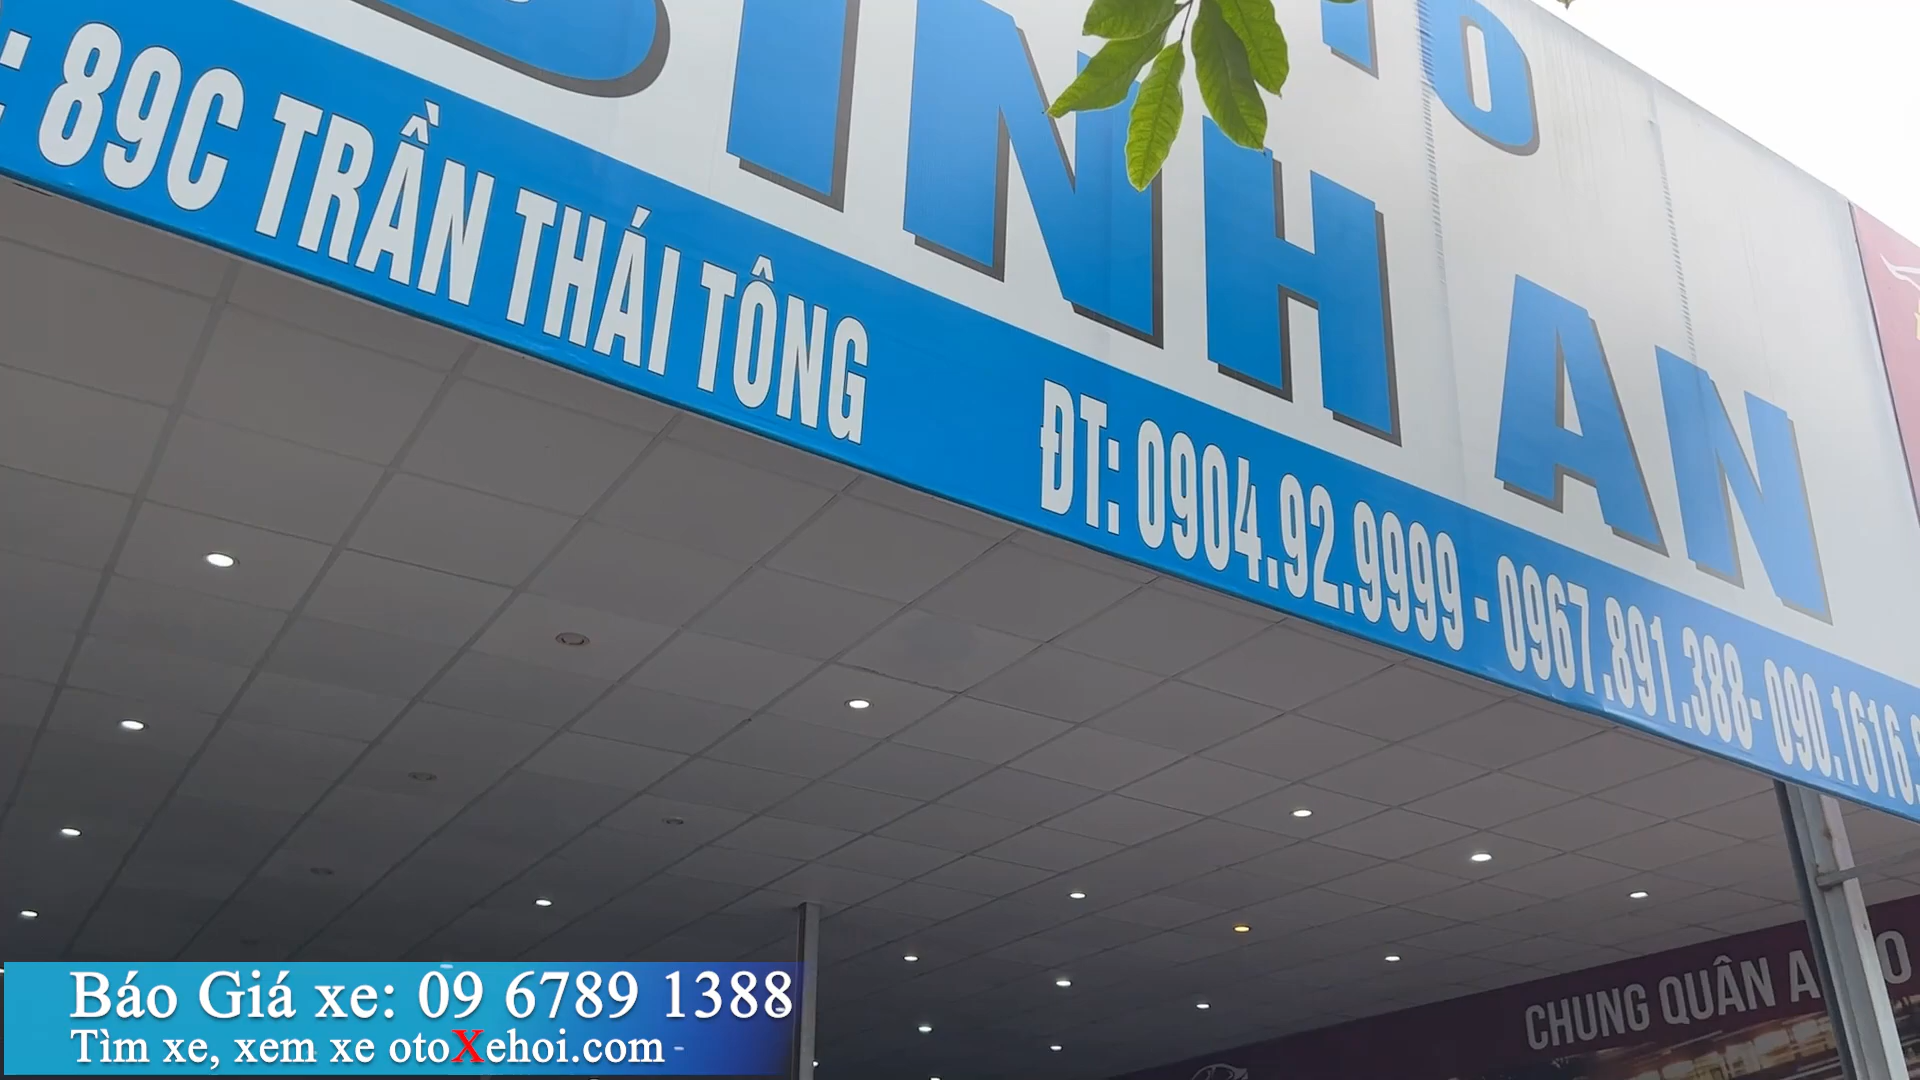 BÌNH AN
: 89C TRẦN THÁI TÔNG ĐT: 0904.92.9999 - 0967.891.388 - 090.1616.
CHUNG QUÂN
Báo Giá xe: 09 6789 1388
Tìm xe, xem xe otoXehoi.com